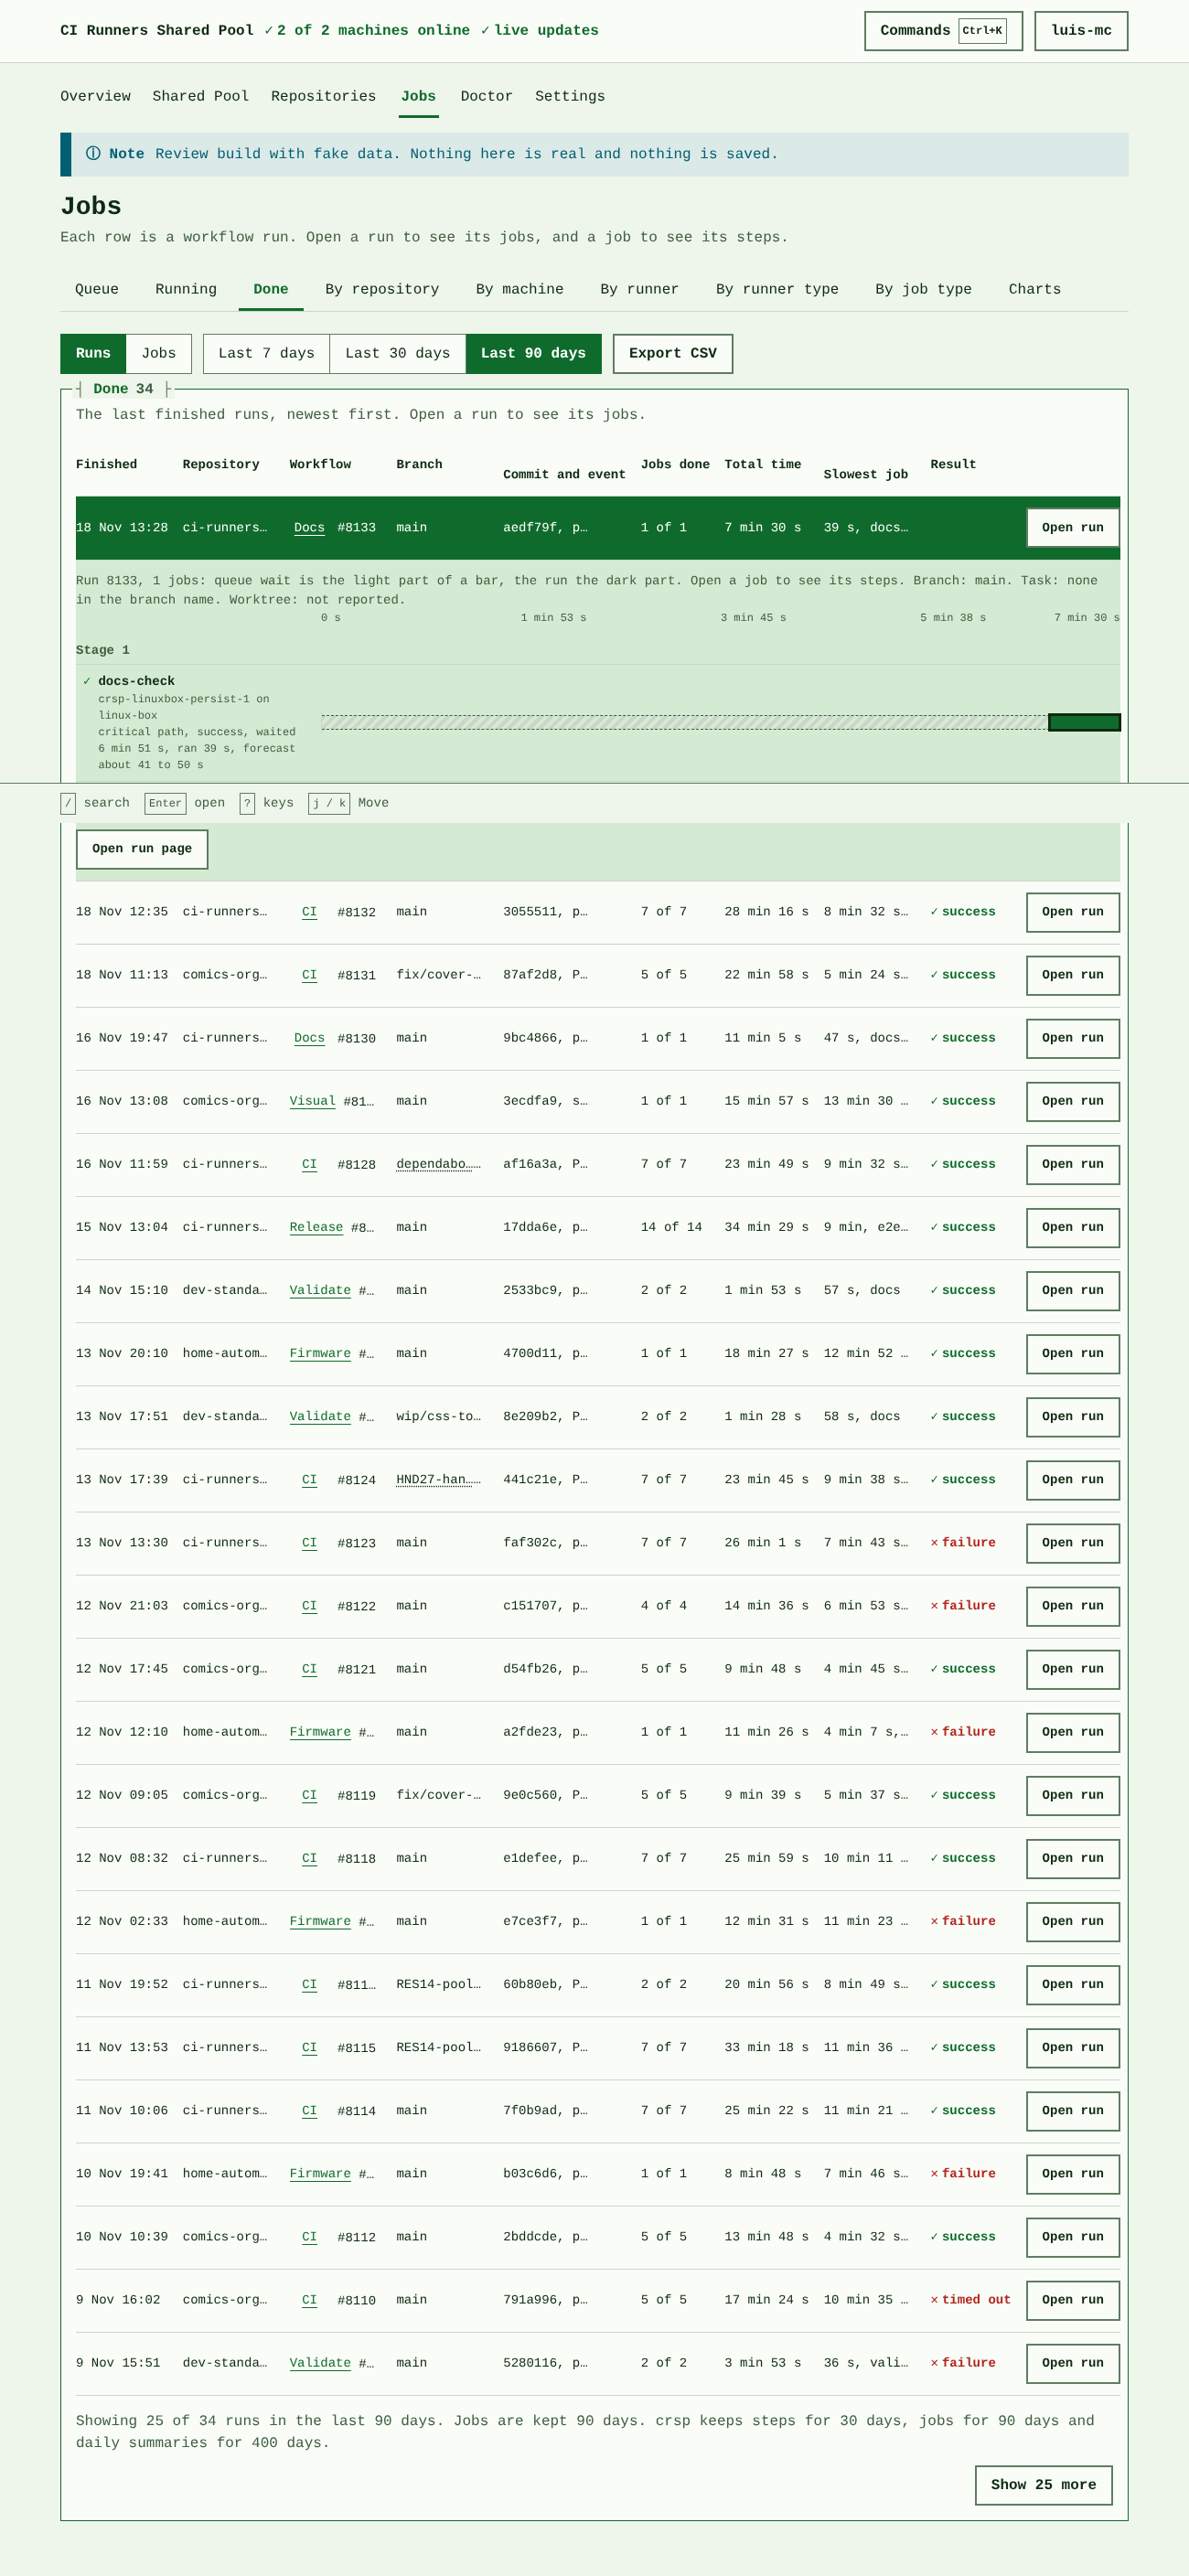 CI Runners Shared Pool ✓ 2 of 2 machines online ✓ live updates Commands Ctrl+K luis-mc
Overview Shared Pool Repositories Jobs Doctor Settings
ⓘ Note Review build with fake data. Nothing here is real and nothing is saved.
Jobs
Each row is a workflow run. Open a run to see its jobs, and a job to see its steps.
Queue Running Done By repository By machine By runner By runner type By job type Charts
Runs Jobs Last 7 days Last 30 days Last 90 days Export CSV
┤ Done 34 ├
The last finished runs, newest first. Open a run to see its jobs.
Finished Repository Workflow Branch Commit and event Jobs done Total time Slowest job Result
18 Nov 13:28 ci-runners… Docs #8133 main aedf79f, p… 1 of 1 7 min 30 s 39 s, docs… Open run
Run 8133, 1 jobs: queue wait is the light part of a bar, the run the dark part. Open a job to see its steps. Branch: main. Task: none
in the branch name. Worktree: not reported.
0 s 1 min 53 s 3 min 45 s 5 min 38 s 7 min 30 s
Stage 1
✓ docs-check
crsp-linuxbox-persist-1 on
linux-box
critical path, success, waited
6 min 51 s, ran 39 s, forecast
about 41 to 50 s
/ search Enter open ? keys j / k Move
Open run page
18 Nov 12:35 ci-runners… CI #8132 main 3055511, p… 7 of 7 28 min 16 s 8 min 32 s… ✓ success Open run
18 Nov 11:13 comics-org… CI #8131 fix/cover-… 87af2d8, P… 5 of 5 22 min 58 s 5 min 24 s… ✓ success Open run
16 Nov 19:47 ci-runners… Docs #8130 main 9bc4866, p… 1 of 1 11 min 5 s 47 s, docs… ✓ success Open run
16 Nov 13:08 comics-org… Visual #81… main 3ecdfa9, s… 1 of 1 15 min 57 s 13 min 30 … ✓ success Open run
16 Nov 11:59 ci-runners… CI #8128 dependabo…… af16a3a, P… 7 of 7 23 min 49 s 9 min 32 s… ✓ success Open run
15 Nov 13:04 ci-runners… Release #8… main 17dda6e, p… 14 of 14 34 min 29 s 9 min, e2e… ✓ success Open run
14 Nov 15:10 dev-standa… Validate #… main 2533bc9, p… 2 of 2 1 min 53 s 57 s, docs ✓ success Open run
13 Nov 20:10 home-autom… Firmware #… main 4700d11, p… 1 of 1 18 min 27 s 12 min 52 … ✓ success Open run
13 Nov 17:51 dev-standa… Validate #… wip/css-to… 8e209b2, P… 2 of 2 1 min 28 s 58 s, docs ✓ success Open run
13 Nov 17:39 ci-runners… CI #8124 HND27-han…… 441c21e, P… 7 of 7 23 min 45 s 9 min 38 s… ✓ success Open run
13 Nov 13:30 ci-runners… CI #8123 main faf302c, p… 7 of 7 26 min 1 s 7 min 43 s… × failure Open run
12 Nov 21:03 comics-org… CI #8122 main c151707, p… 4 of 4 14 min 36 s 6 min 53 s… × failure Open run
12 Nov 17:45 comics-org… CI #8121 main d54fb26, p… 5 of 5 9 min 48 s 4 min 45 s… ✓ success Open run
12 Nov 12:10 home-autom… Firmware #… main a2fde23, p… 1 of 1 11 min 26 s 4 min 7 s,… × failure Open run
12 Nov 09:05 comics-org… CI #8119 fix/cover-… 9e0c560, P… 5 of 5 9 min 39 s 5 min 37 s… ✓ success Open run
12 Nov 08:32 ci-runners… CI #8118 main e1defee, p… 7 of 7 25 min 59 s 10 min 11 … ✓ success Open run
12 Nov 02:33 home-autom… Firmware #… main e7ce3f7, p… 1 of 1 12 min 31 s 11 min 23 … × failure Open run
11 Nov 19:52 ci-runners… CI #811… RES14-pool… 60b80eb, P… 2 of 2 20 min 56 s 8 min 49 s… ✓ success Open run
11 Nov 13:53 ci-runners… CI #8115 RES14-pool… 9186607, P… 7 of 7 33 min 18 s 11 min 36 … ✓ success Open run
11 Nov 10:06 ci-runners… CI #8114 main 7f0b9ad, p… 7 of 7 25 min 22 s 11 min 21 … ✓ success Open run
10 Nov 19:41 home-autom… Firmware #… main b03c6d6, p… 1 of 1 8 min 48 s 7 min 46 s… × failure Open run
10 Nov 10:39 comics-org… CI #8112 main 2bddcde, p… 5 of 5 13 min 48 s 4 min 32 s… ✓ success Open run
9 Nov 16:02 comics-org… CI #8110 main 791a996, p… 5 of 5 17 min 24 s 10 min 35 … × timed out Open run
9 Nov 15:51 dev-standa… Validate #… main 5280116, p… 2 of 2 3 min 53 s 36 s, vali… × failure Open run
Showing 25 of 34 runs in the last 90 days. Jobs are kept 90 days. crsp keeps steps for 30 days, jobs for 90 days and
daily summaries for 400 days.
Show 25 more